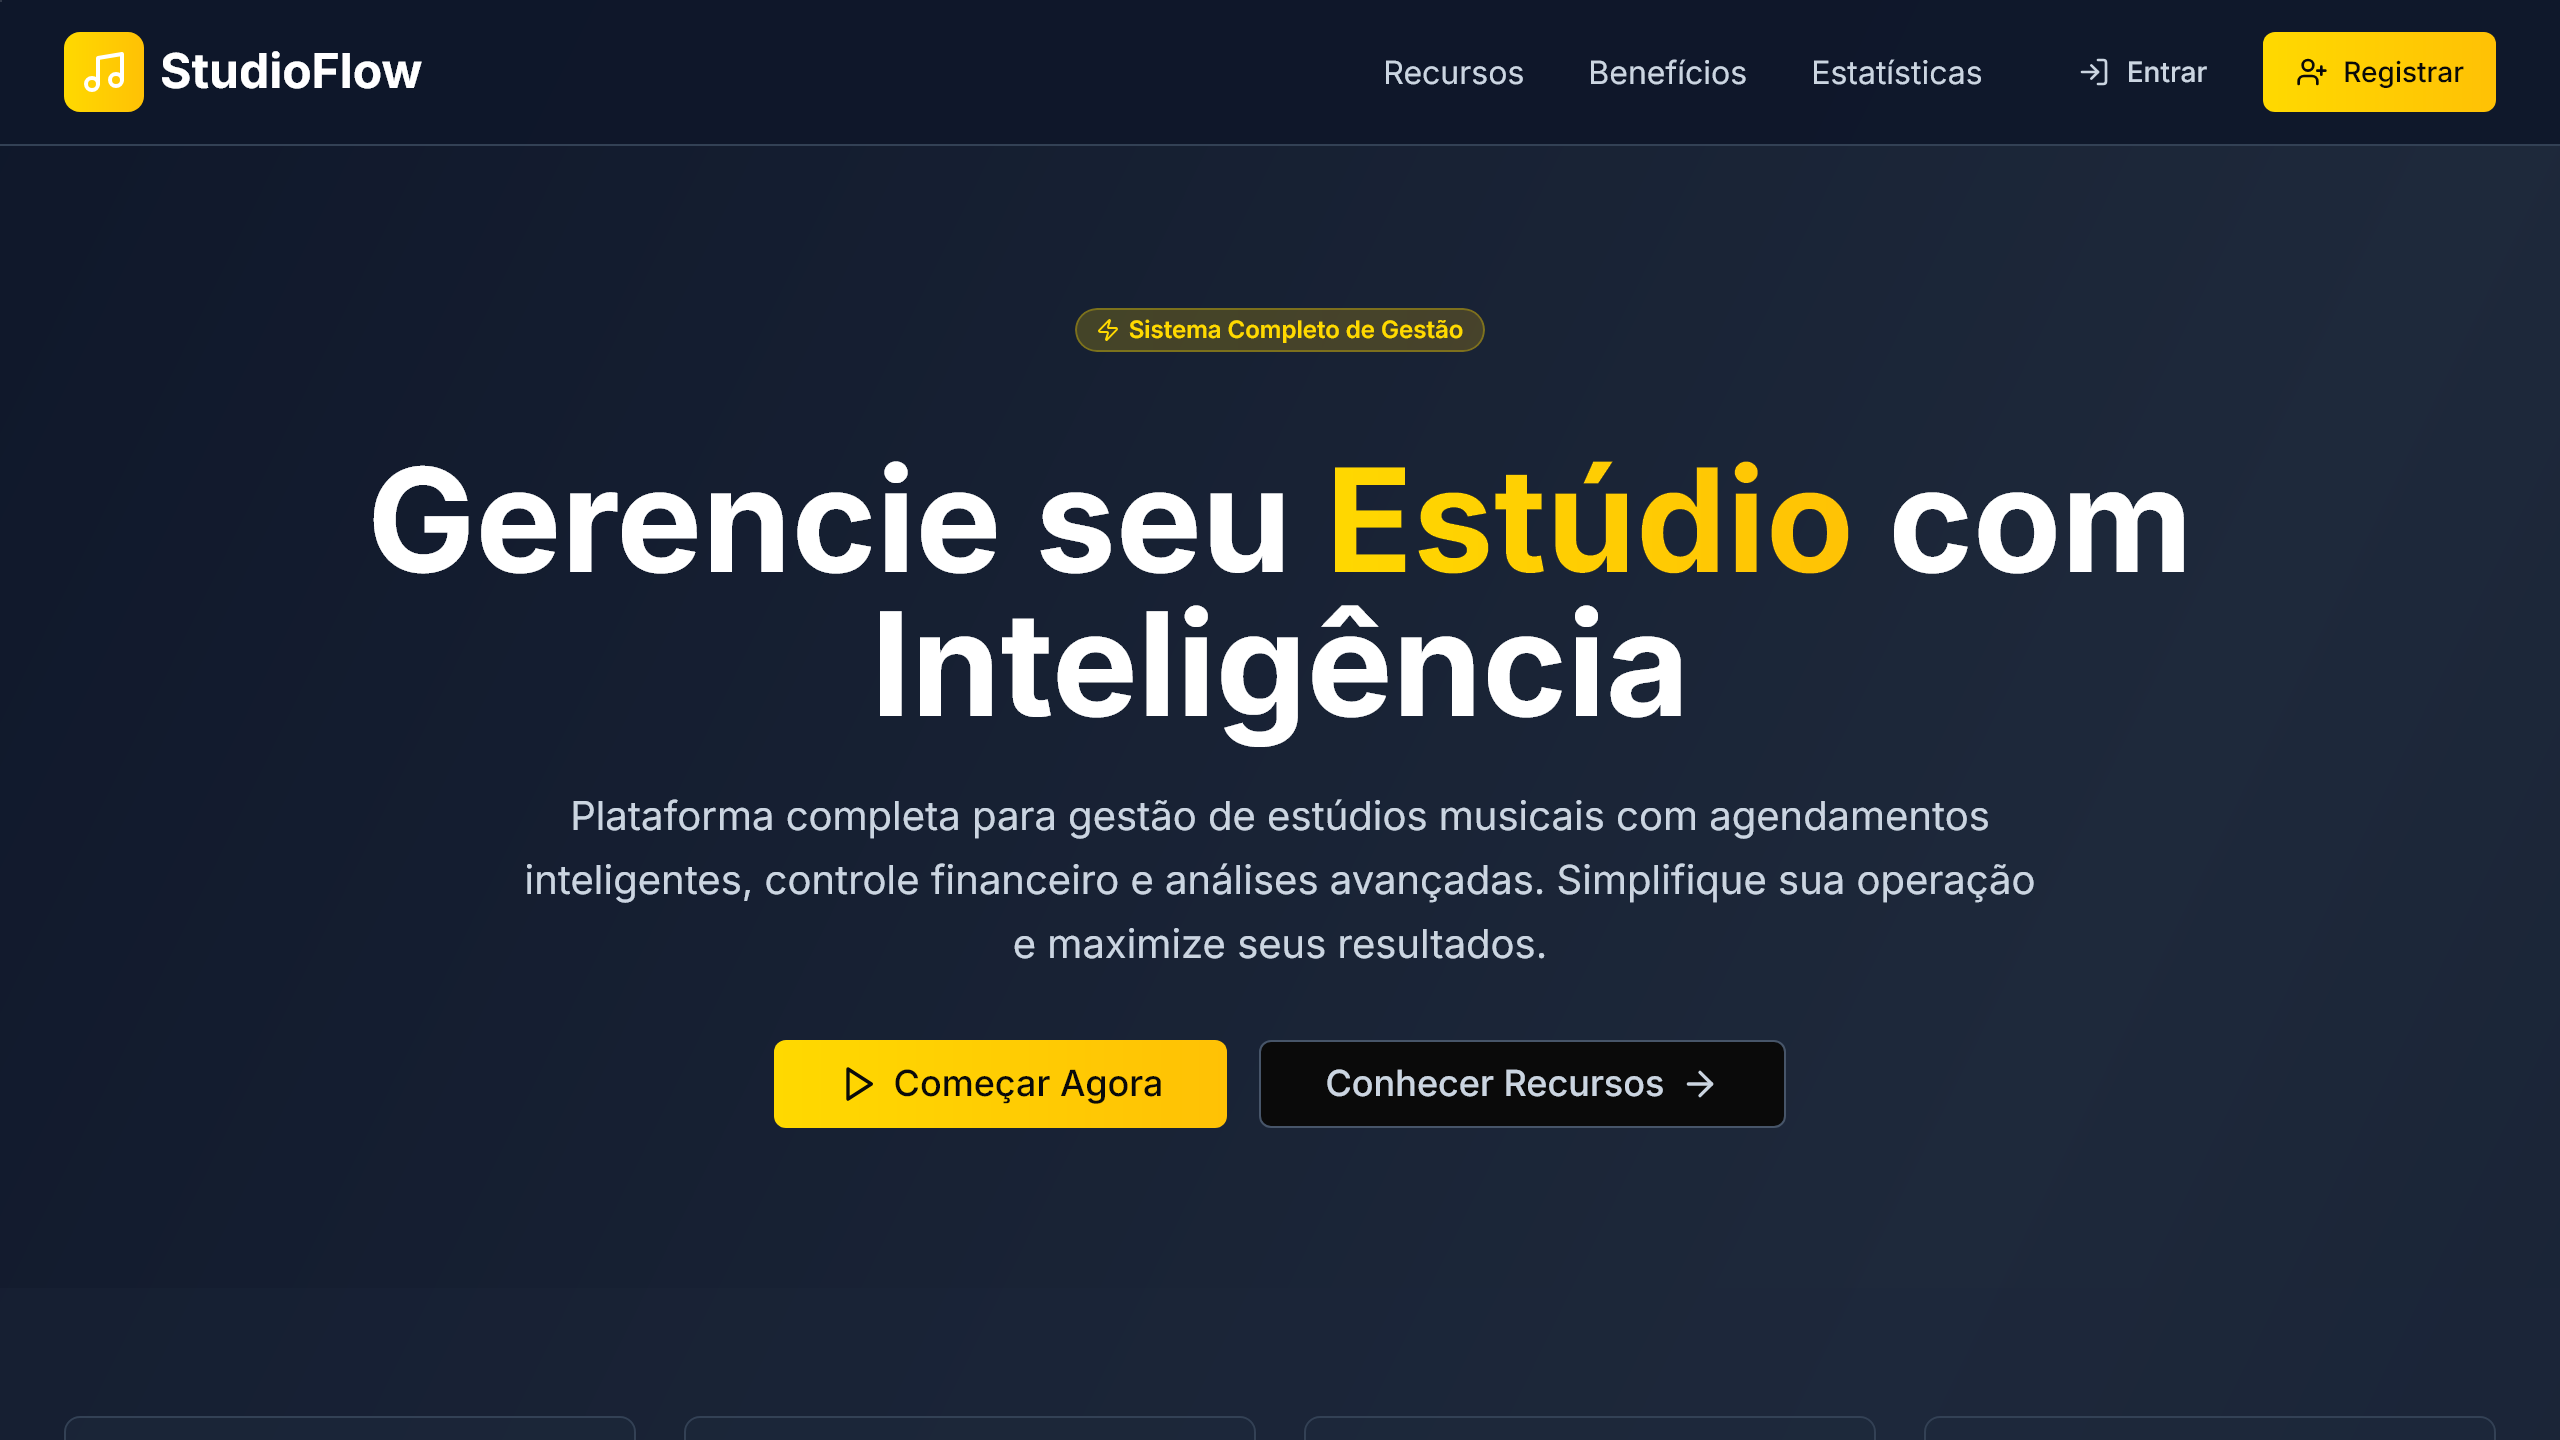 StudioFlow
Recursos
Benefícios
Estatísticas
Entrar
Registrar
Sistema Completo de Gestão
Gerencie seu Estúdio com
Inteligência
Plataforma completa para gestão de estúdios musicais com agendamentos
inteligentes, controle financeiro e análises avançadas. Simplifique sua operação
e maximize seus resultados.
Começar Agora
Conhecer Recursos